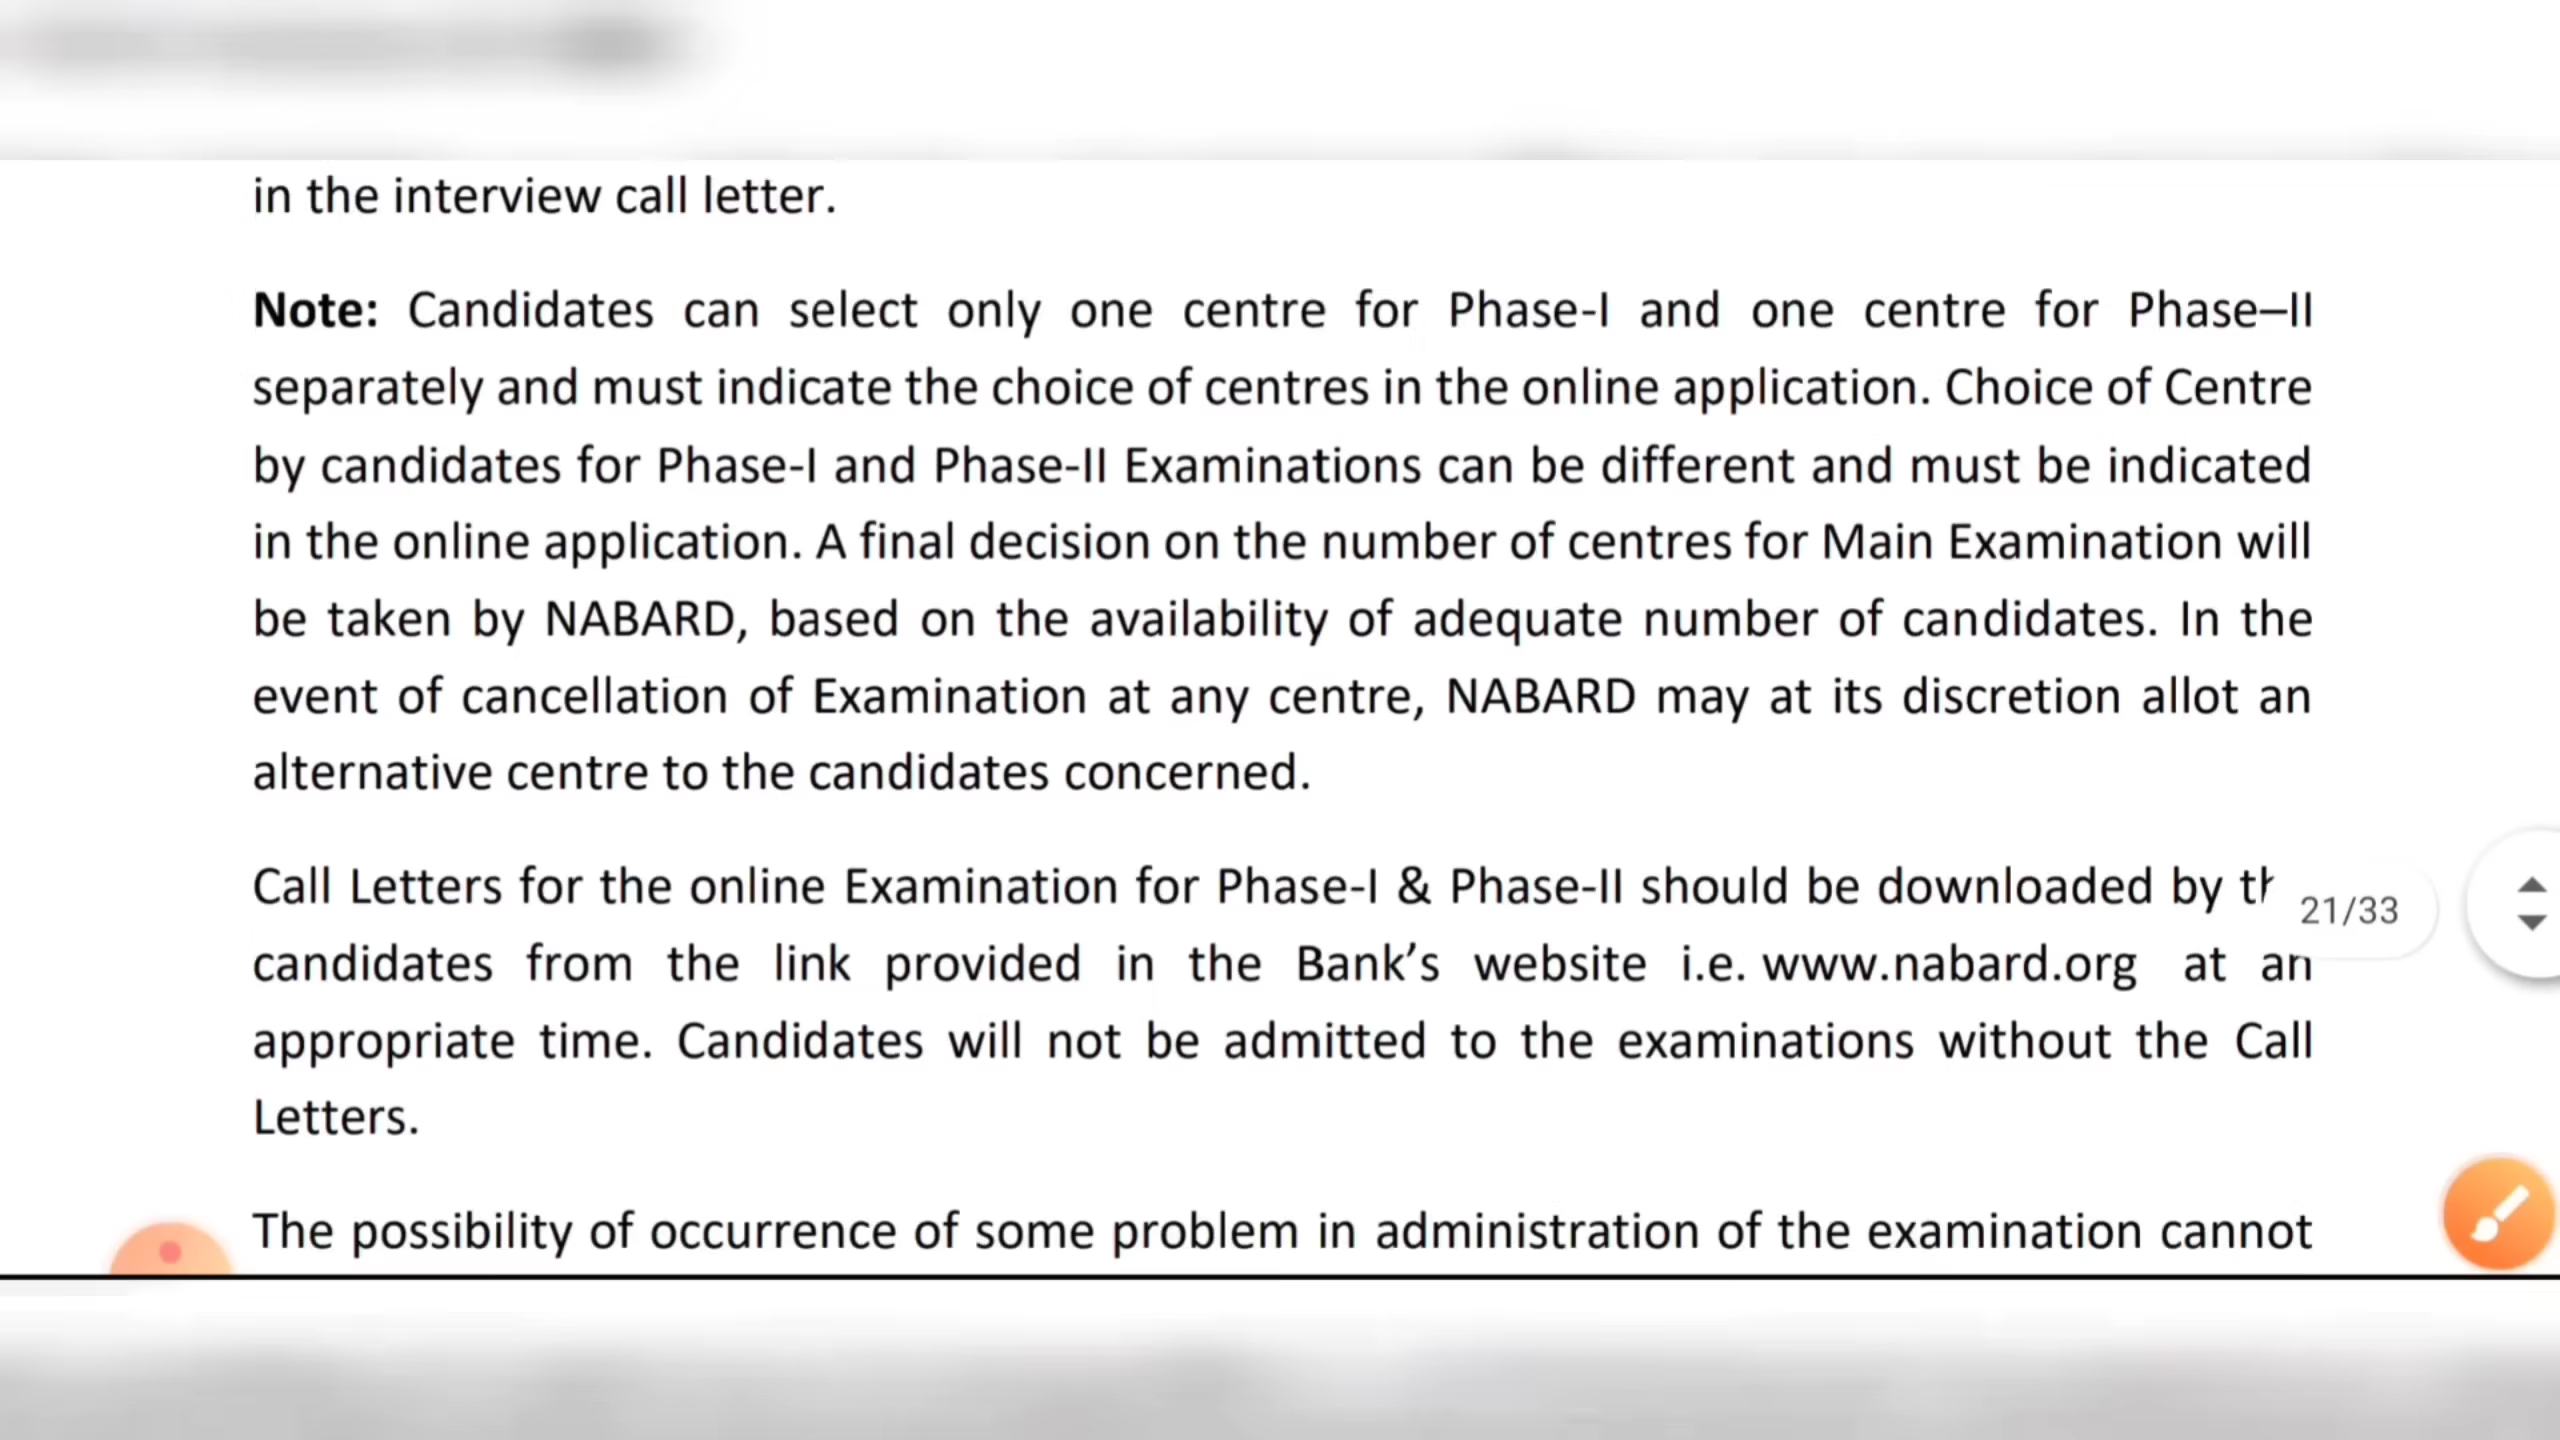 in the interview call letter.
Note: Candidates can select only one centre for Phase-I and one centre for Phase–II
separately and must indicate the choice of centres in the online application. Choice of Centre
by candidates for Phase-I and Phase-II Examinations can be different and must be indicated
in the online application. A final decision on the number of centres for Main Examination will
be taken by NABARD, based on the availability of adequate number of candidates. In the
event of cancellation of Examination at any centre, NABARD may at its discretion allot an
alternative centre to the candidates concerned.
Call Letters for the online Examination for Phase-I & Phase-II should be downloaded by
21/33
candidates from the link provided in the Bank’s website i.e. www.nabard.org at an
appropriate time. Candidates will not be admitted to the examinations without the Call
Letters.
The possibility of occurrence of some problem in administration of the examination cannot